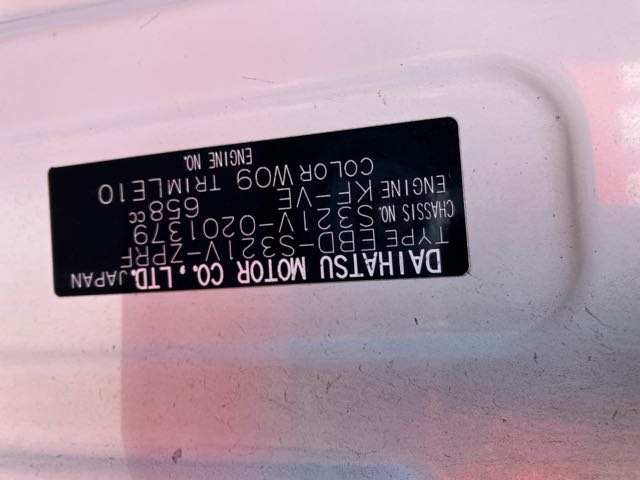 DAIHATSU MOTOR CO., LTD. JAPAN
TYPE EBD-S321V-ZPRF
CHASSIS NO. S321V-0201379
ENGINE KF-VE 658 cc
COLOR W09 TRIM LE10
ENGINE NO.